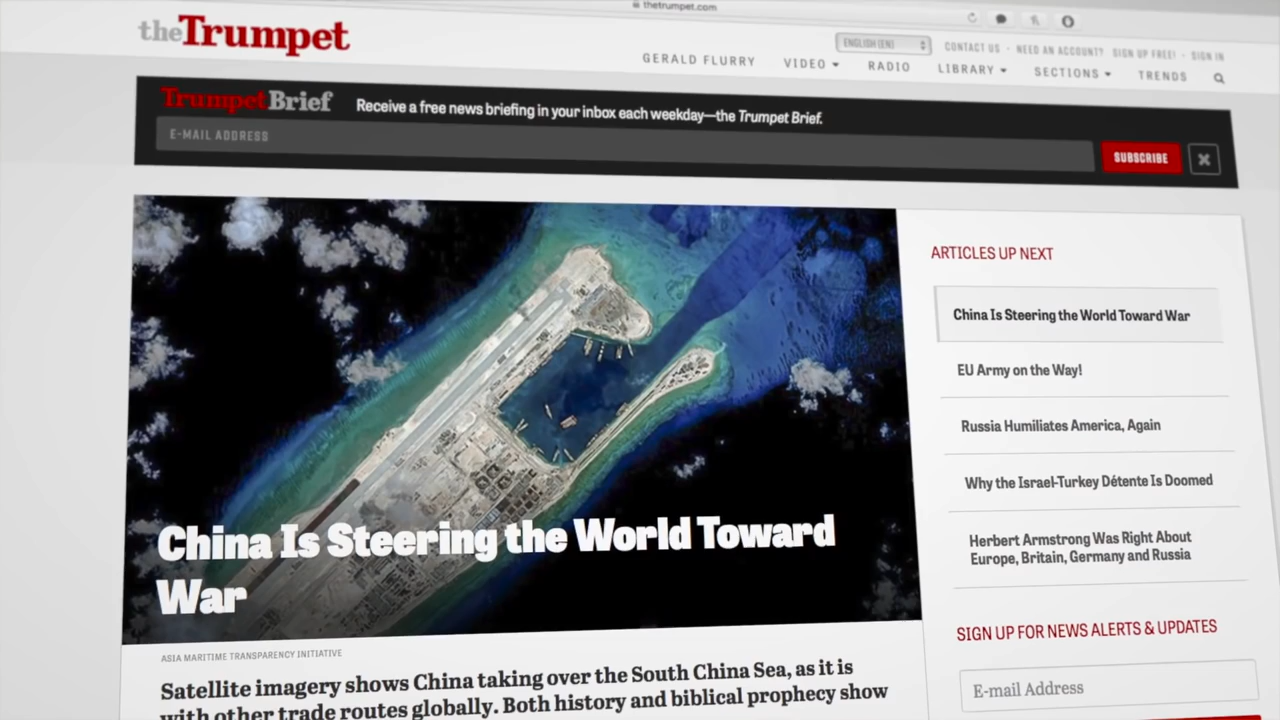 thetrumpet.com
theTrumpet
ENGLISH (EN)
CONTACT US · NEED AN ACCOUNT? SIGN UP FREE! · SIGN IN
GERALD FLURRY VIDEO RADIO LIBRARY SECTIONS TRENDS
TrumpetBrief Receive a free news briefing in your inbox each weekday—the Trumpet Brief.
E-MAIL ADDRESS
SUBSCRIBE
China Is Steering the World Toward
War
ASIA MARITIME TRANSPARENCY INITIATIVE
Satellite imagery shows China taking over the South China Sea, as it is
with other trade routes globally. Both history and biblical prophecy show
ARTICLES UP NEXT
China Is Steering the World Toward War
EU Army on the Way!
Russia Humiliates America, Again
Why the Israel-Turkey Détente Is Doomed
Herbert Armstrong Was Right About
Europe, Britain, Germany and Russia
SIGN UP FOR NEWS ALERTS & UPDATES
E-mail Address